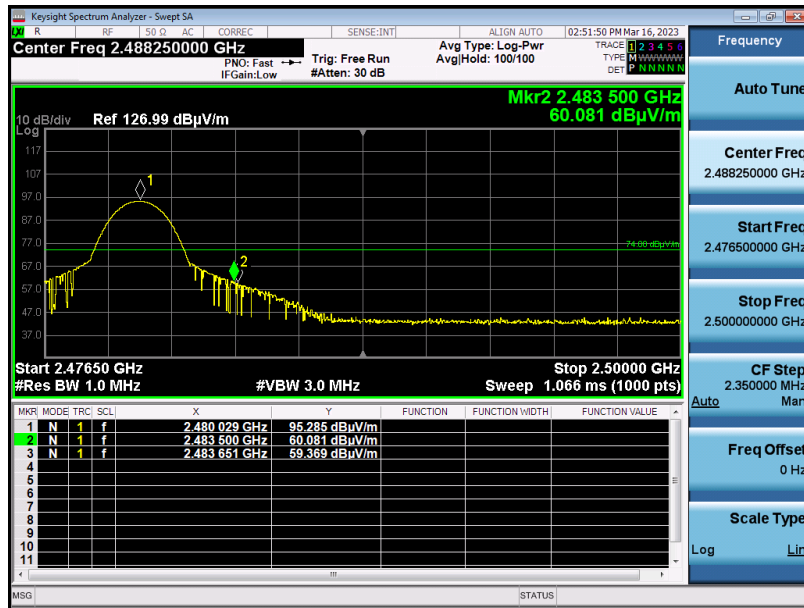 Keysight Spectrum Analyzer - Swept SA
LXI R RF 50 Ω AC CORREC SENSE:INT ALIGN AUTO 02:51:50 PM Mar 16, 2023
Center Freq 2.488250000 GHz
PNO: Fast
IFGain:Low
Trig: Free Run
#Atten: 30 dB
Avg Type: Log-Pwr
Avg|Hold: 100/100
TRACE 1 2 3 4 5 6
TYPE M W W W W W
DET P N N N N N
Mkr2 2.483 500 GHz
60.081 dBµV/m
10 dB/div Ref 126.99 dBµV/m
Log
117
107
97.0
87.0
77.0
67.0
57.0
47.0
37.0
1
2
74.00 dBµV/m
Start 2.47650 GHz Stop 2.50000 GHz
#Res BW 1.0 MHz #VBW 3.0 MHz Sweep 1.066 ms (1000 pts)
MKR MODE TRC SCL X Y FUNCTION FUNCTION WIDTH FUNCTION VALUE
1 N 1 f 2.480 029 GHz 95.285 dBµV/m
2 N 1 f 2.483 500 GHz 60.081 dBµV/m
3 N 1 f 2.483 651 GHz 59.369 dBµV/m
4
5
6
7
8
9
10
11
MSG STATUS
Frequency
Auto Tune
Center Freq
2.488250000 GHz
Start Freq
2.476500000 GHz
Stop Freq
2.500000000 GHz
CF Step
2.350000 MHz
Auto Man
Freq Offset
0 Hz
Scale Type
Log Lin